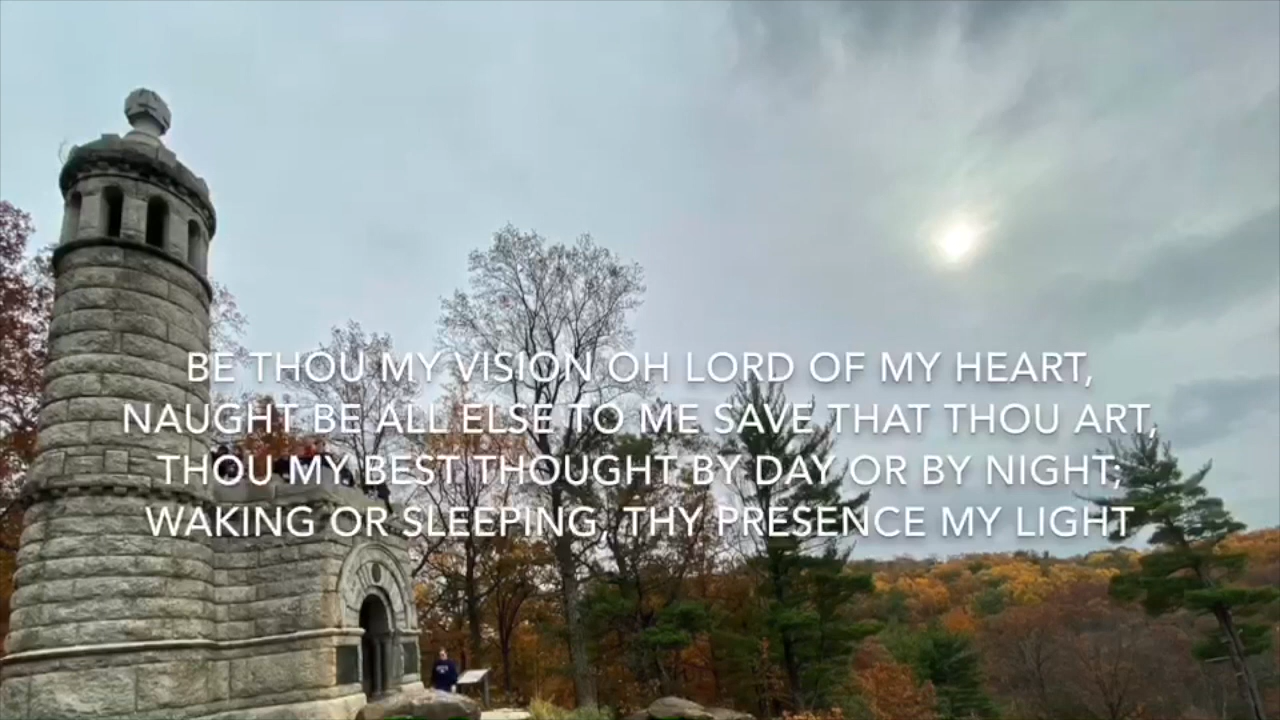 BE THOU MY VISION OH LORD OF MY HEART,
NAUGHT BE ALL ELSE TO ME SAVE THAT THOU ART,
THOU MY BEST THOUGHT BY DAY OR BY NIGHT;
WAKING OR SLEEPING, THY PRESENCE MY LIGHT